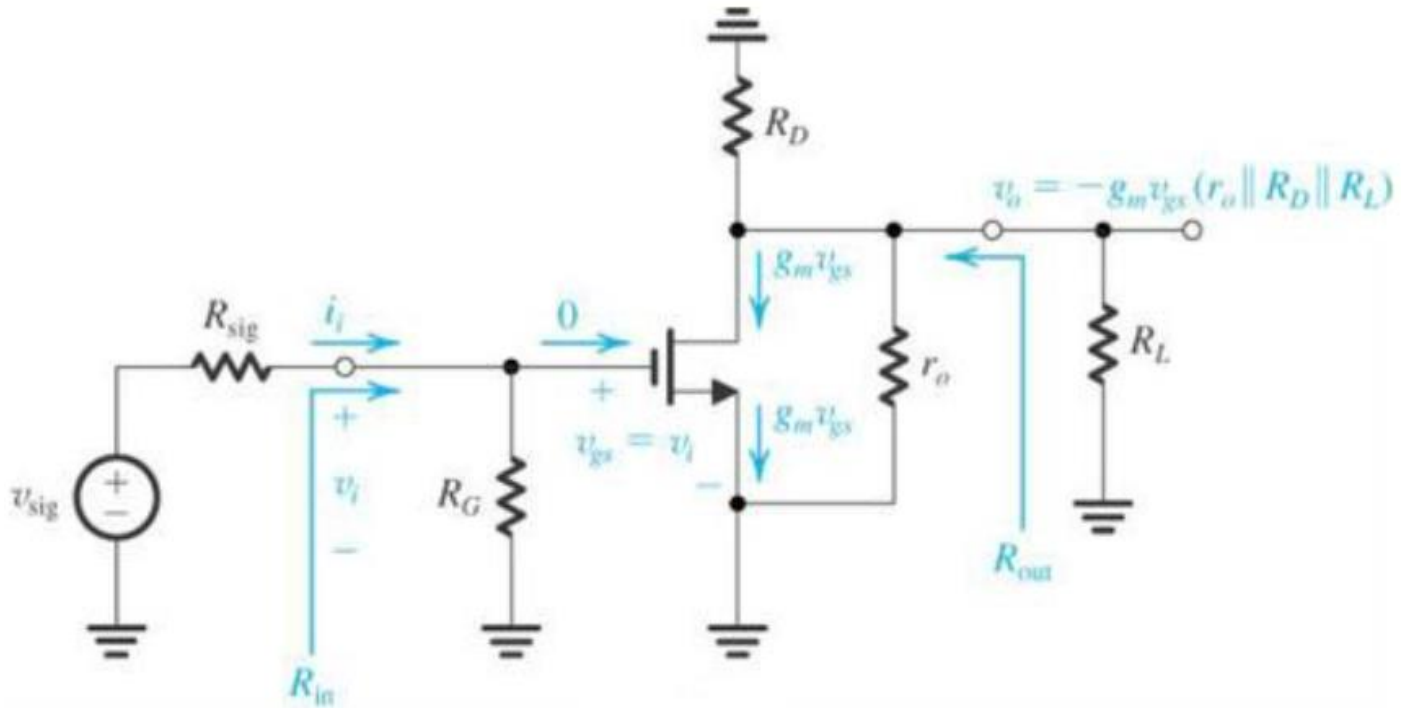 R_D
v_o = −g_m v_gs (r_o ∥ R_D ∥ R_L)
g_m v_gs
R_sig
i_i
0
r_o
R_L
+
+
v_gs = v_i
−
g_m v_gs
v_sig
+
−
v_i
−
R_G
R_out
R_in